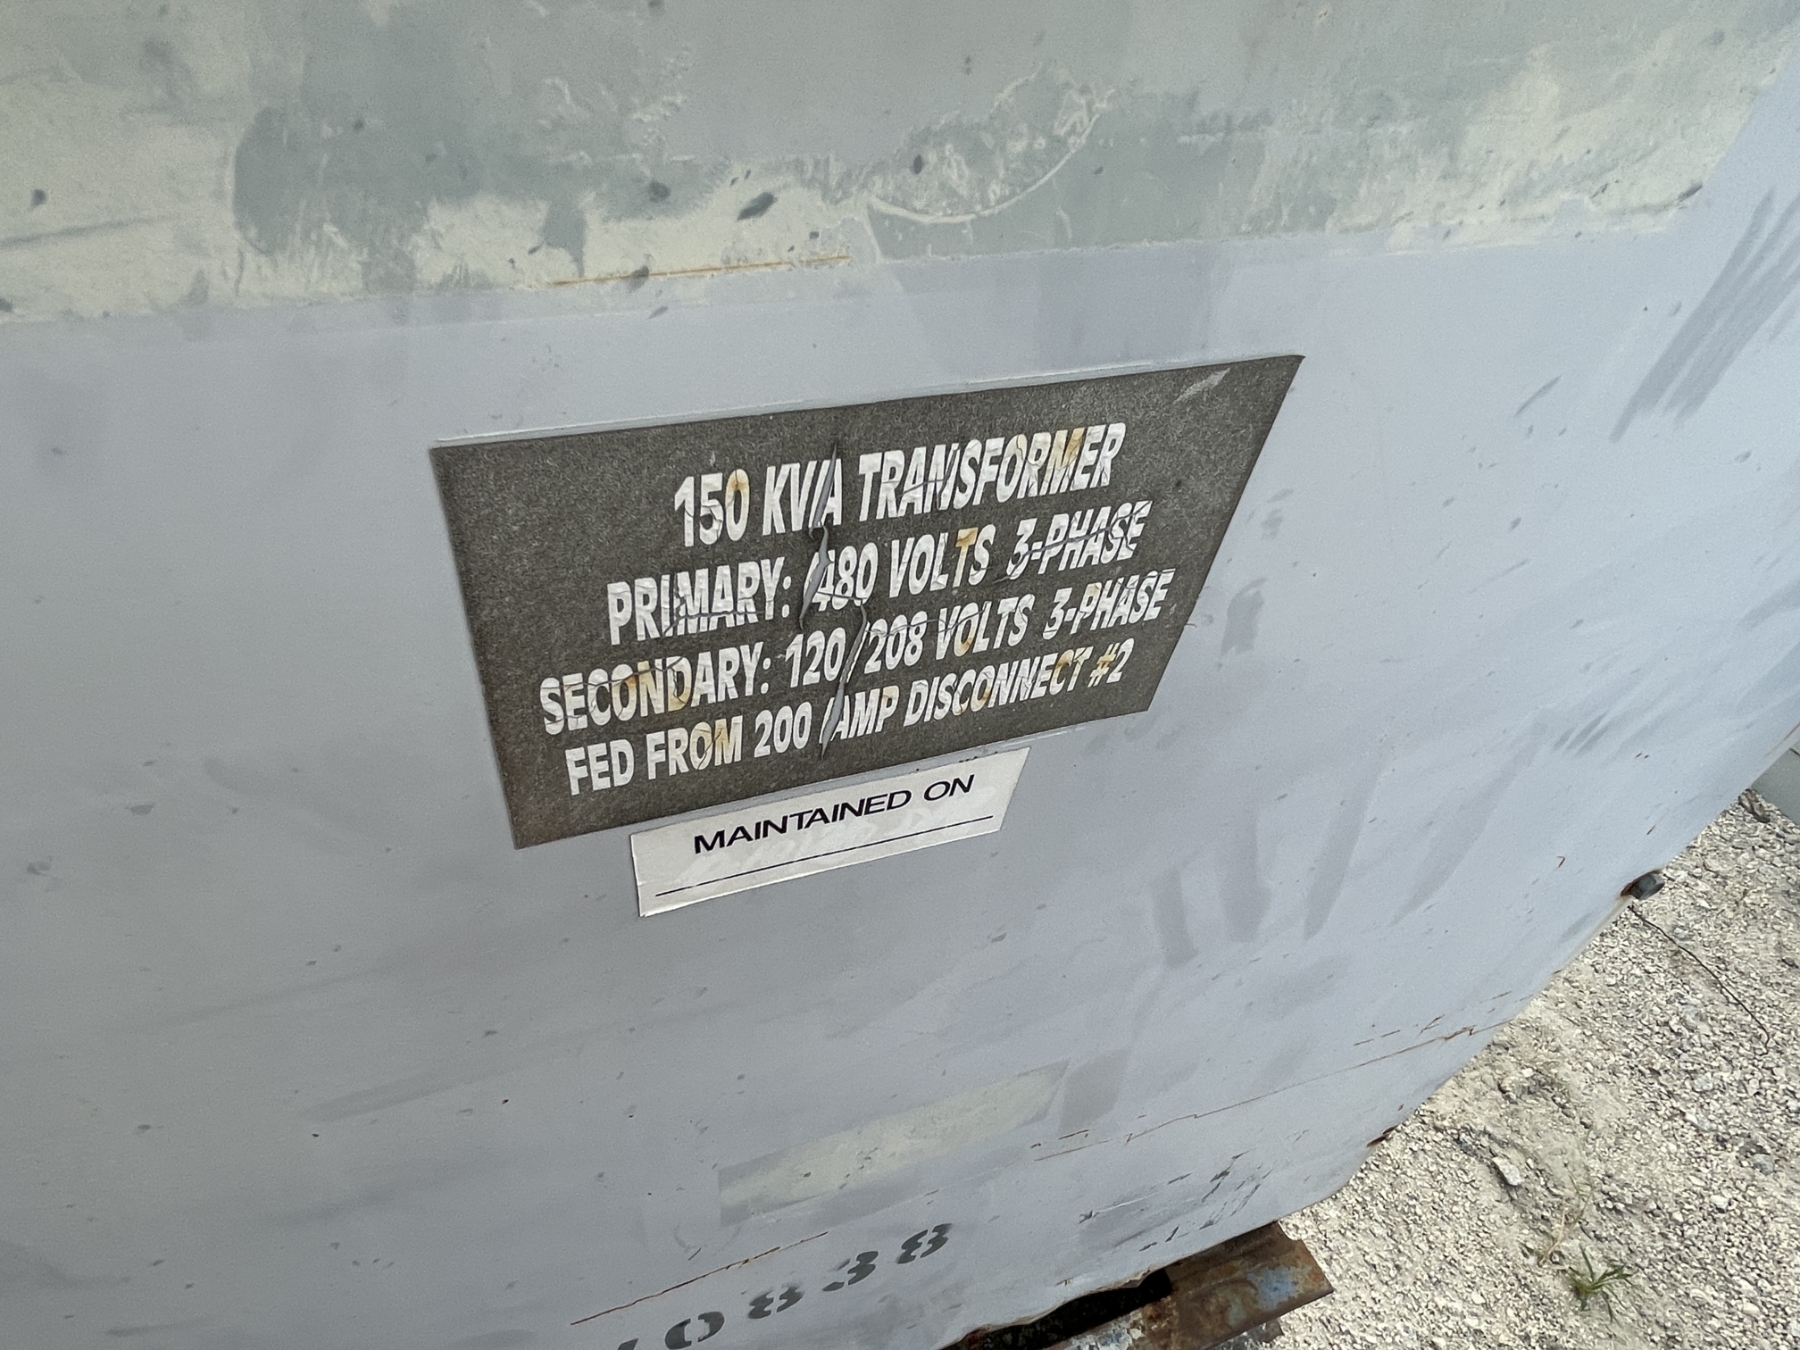 150 KVA TRANSFORMER
PRIMARY: 480 VOLTS 3-PHASE
SECONDARY: 120/208 VOLTS 3-PHASE
FED FROM 200 AMP DISCONNECT #2
MAINTAINED ON